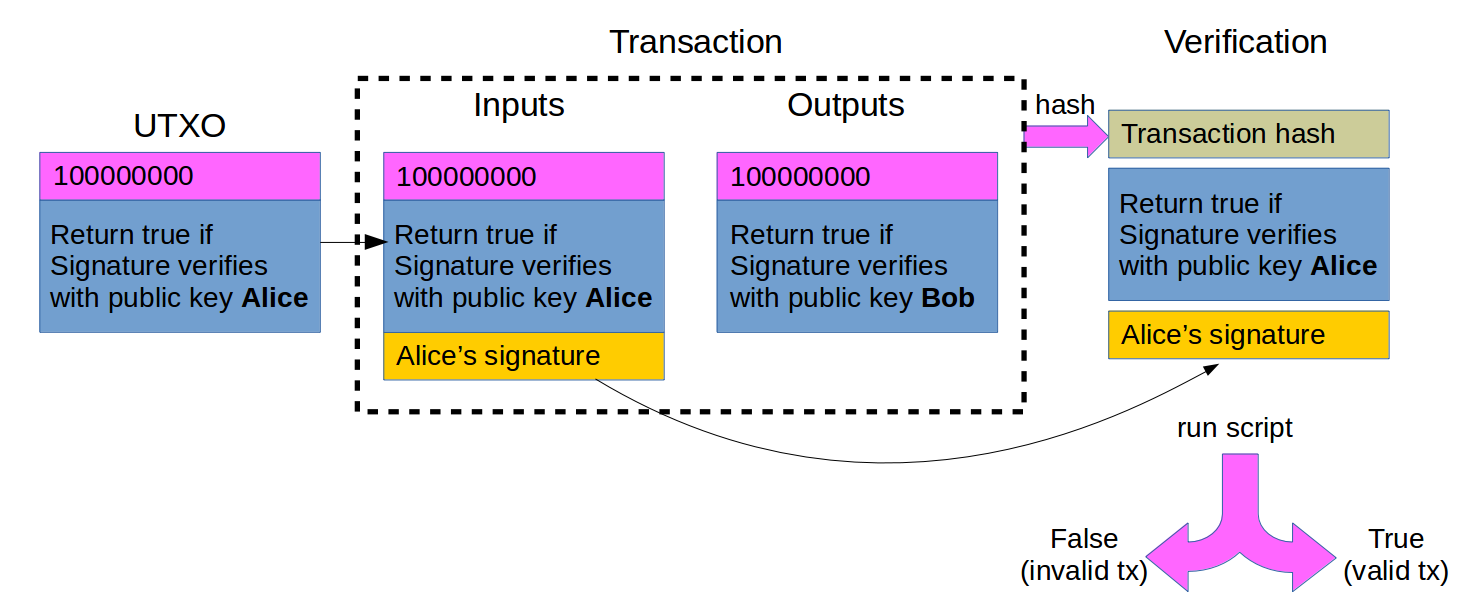 Transaction
Verification
UTXO
Inputs
Outputs
hash
100000000
Return true if
Signature verifies
with public key Alice
100000000
Return true if
Signature verifies
with public key Alice
Alice’s signature
100000000
Return true if
Signature verifies
with public key Bob
Transaction hash
Return true if
Signature verifies
with public key Alice
Alice’s signature
run script
False
(invalid tx)
True
(valid tx)